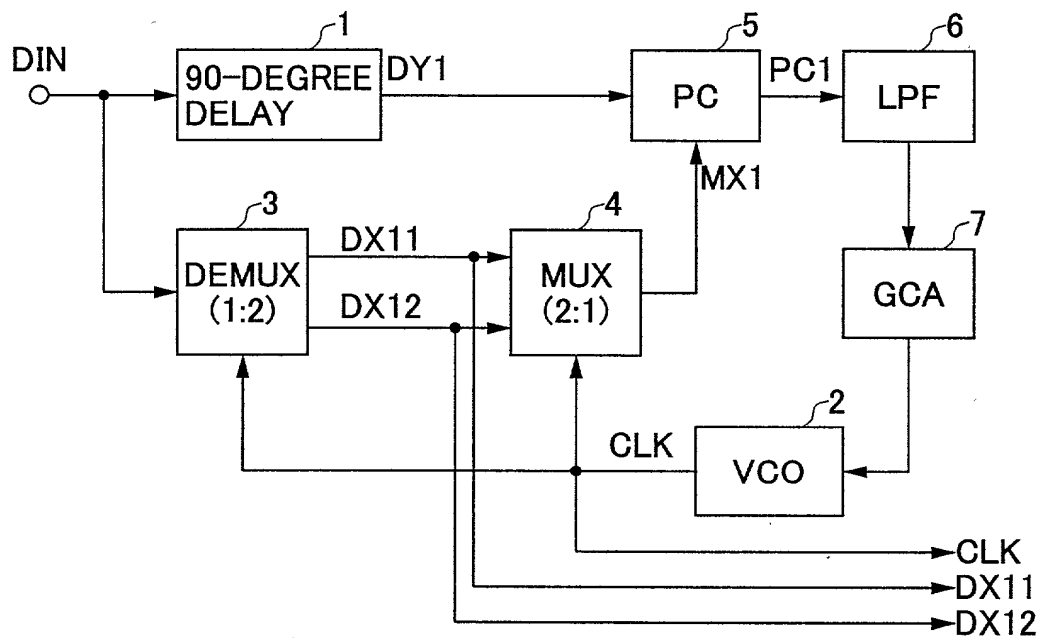 1
5
6
DIN
90-DEGREE
DELAY
DY1
PC
PC1
LPF
MX1
3
4
7
DX11
DEMUX
(1:2)
MUX
(2:1)
GCA
DX12
2
CLK
VCO
CLK
DX11
DX12